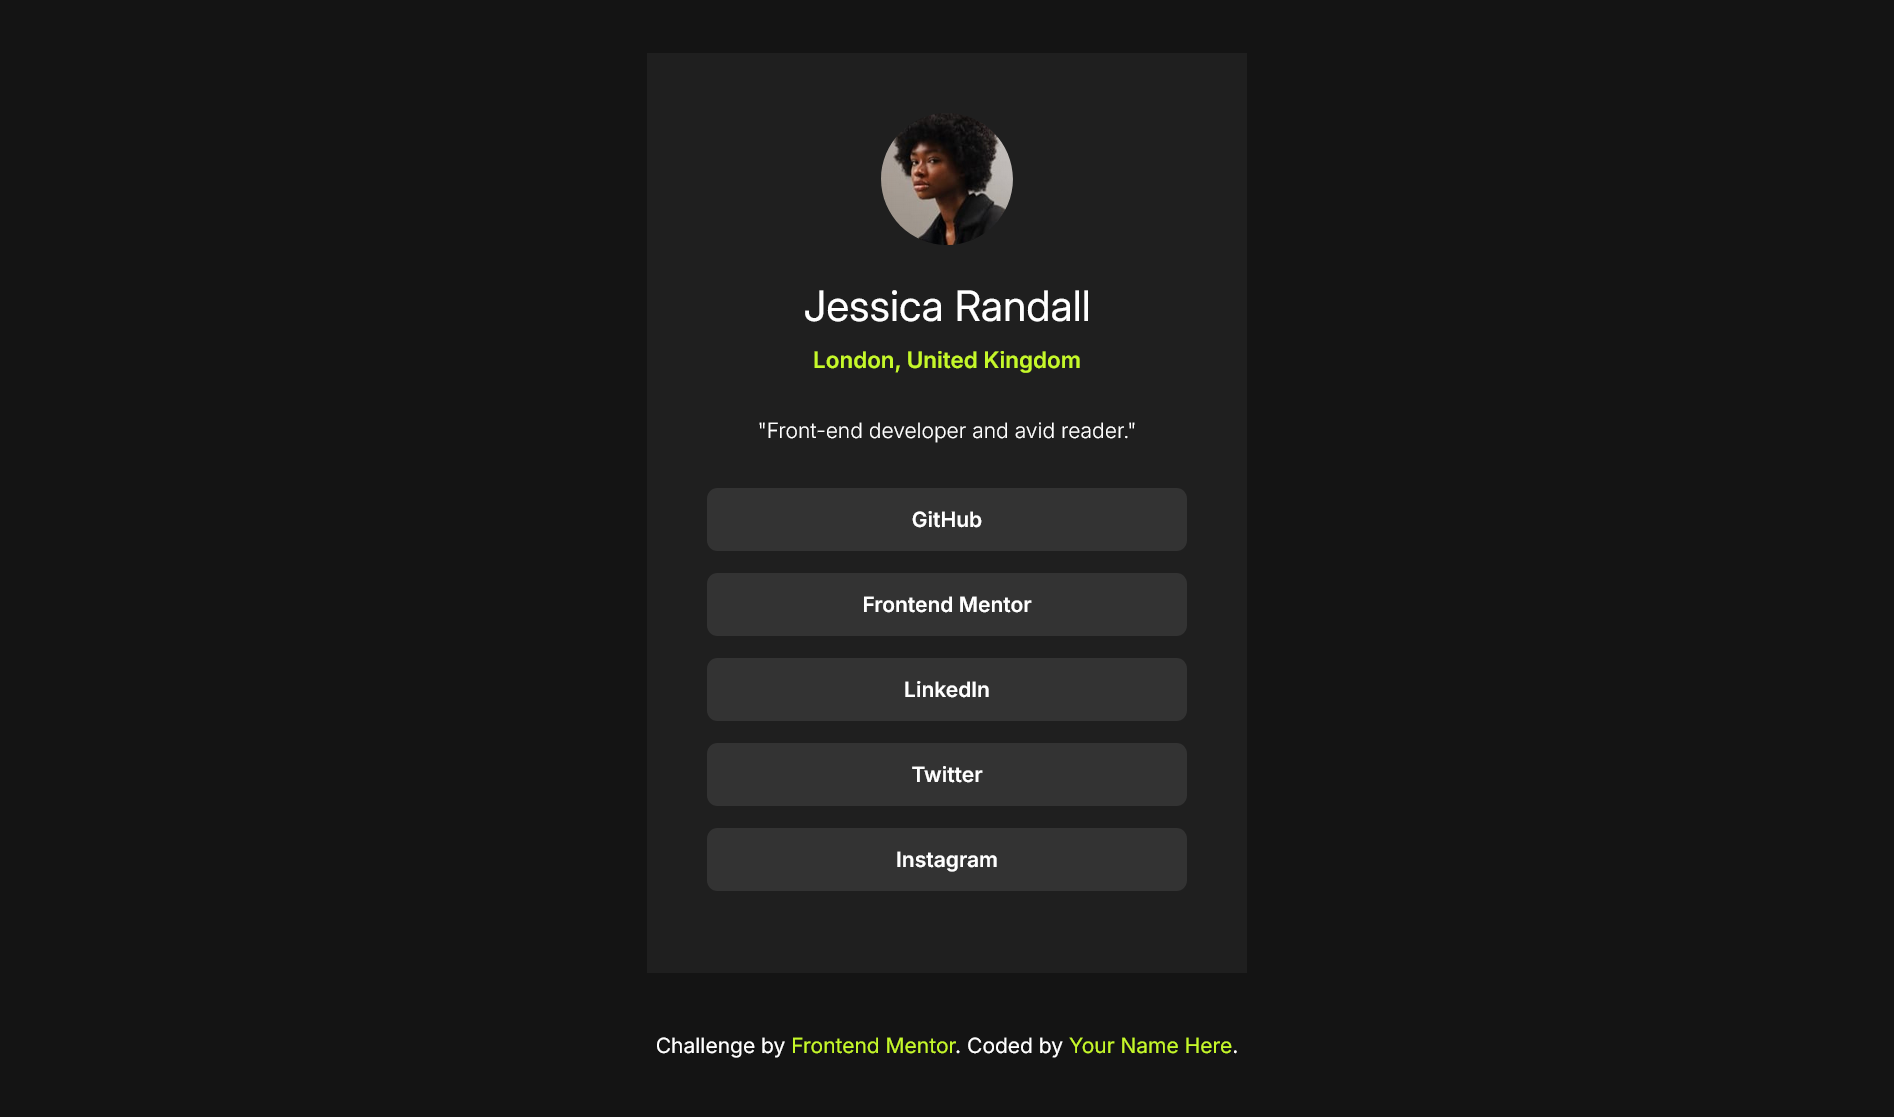 Jessica Randall
London, United Kingdom
"Front-end developer and avid reader."
GitHub
Frontend Mentor
LinkedIn
Twitter
Instagram
Challenge by Frontend Mentor. Coded by Your Name Here.